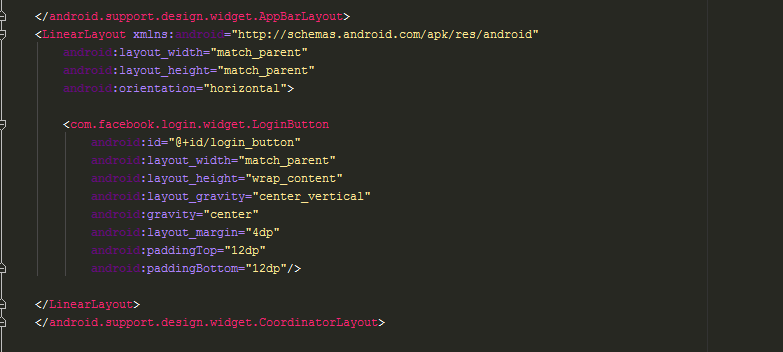 </android.support.design.widget.AppBarLayout>
<LinearLayout xmlns:android="http://schemas.android.com/apk/res/android"
android:layout_width="match_parent"
android:layout_height="match_parent"
android:orientation="horizontal">
<com.facebook.login.widget.LoginButton
android:id="@+id/login_button"
android:layout_width="match_parent"
android:layout_height="wrap_content"
android:layout_gravity="center_vertical"
android:gravity="center"
android:layout_margin="4dp"
android:paddingTop="12dp"
android:paddingBottom="12dp"/>
</LinearLayout>
</android.support.design.widget.CoordinatorLayout>